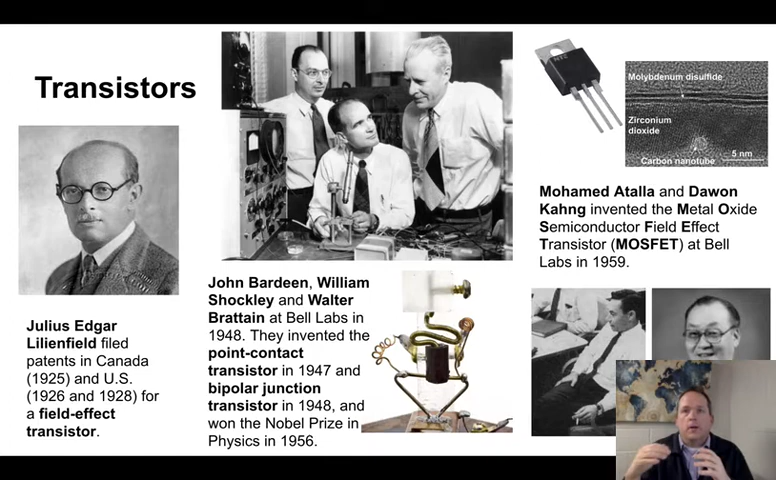 Transistors
Julius Edgar
Lilienfield filed
patents in Canada
(1925) and U.S.
(1926 and 1928) for
a field-effect
transistor.
John Bardeen, William
Shockley and Walter
Brattain at Bell Labs in
1948. They invented the
point-contact
transistor in 1947 and
bipolar junction
transistor in 1948, and
won the Nobel Prize in
Physics in 1956.
Molybdenum disulfide
Zirconium
dioxide
5 nm
Carbon nanotube
Mohamed Atalla and Dawon
Kahng invented the Metal Oxide
Semiconductor Field Effect
Transistor (MOSFET) at Bell
Labs in 1959.